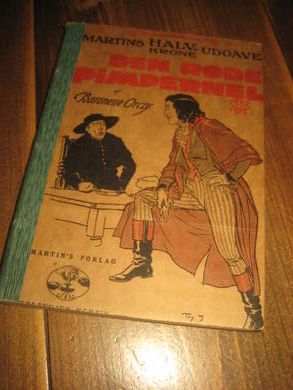 MARTINS HALV- UDGAVE
KRONE
DEN RØDE
PIMPERNEL
af
Baronesse Orczy
MARTIN'S FORLAG